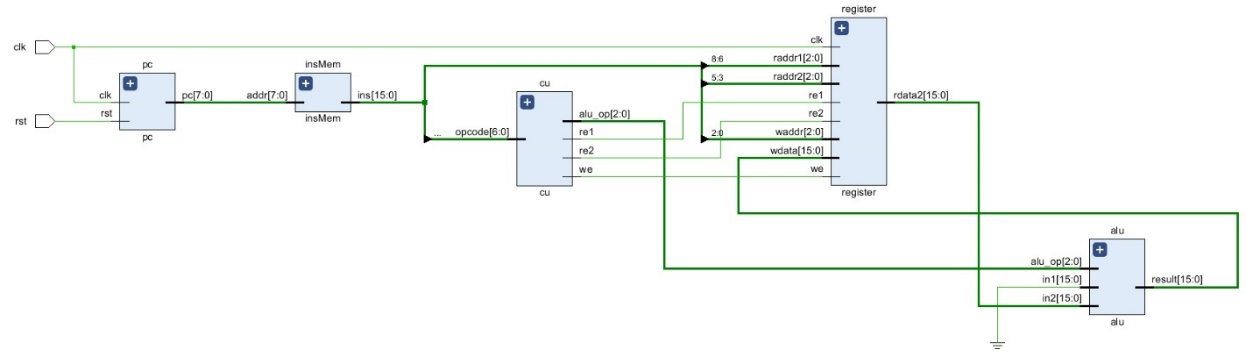 clk
rst
pc
clk
rst
pc[7:0]
pc
insMem
addr[7:0]
ins[15:0]
insMem
...
opcode[6:0]
cu
alu_op[2:0]
re1
re2
we
cu
8:6
5:3
2:0
register
clk
raddr1[2:0]
raddr2[2:0]
re1
re2
waddr[2:0]
wdata[15:0]
we
rdata2[15:0]
register
alu
alu_op[2:0]
in1[15:0]
in2[15:0]
result[15:0]
alu